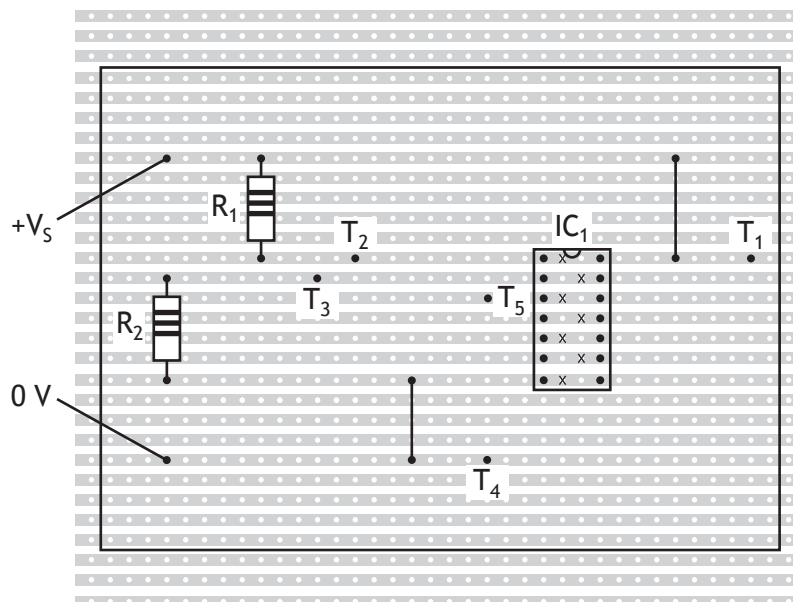 R₁
+Vₛ
T₂
IC₁
T₁
T₃
T₅
R₂
x
x
x
x
x
x
x
0 V
T₄